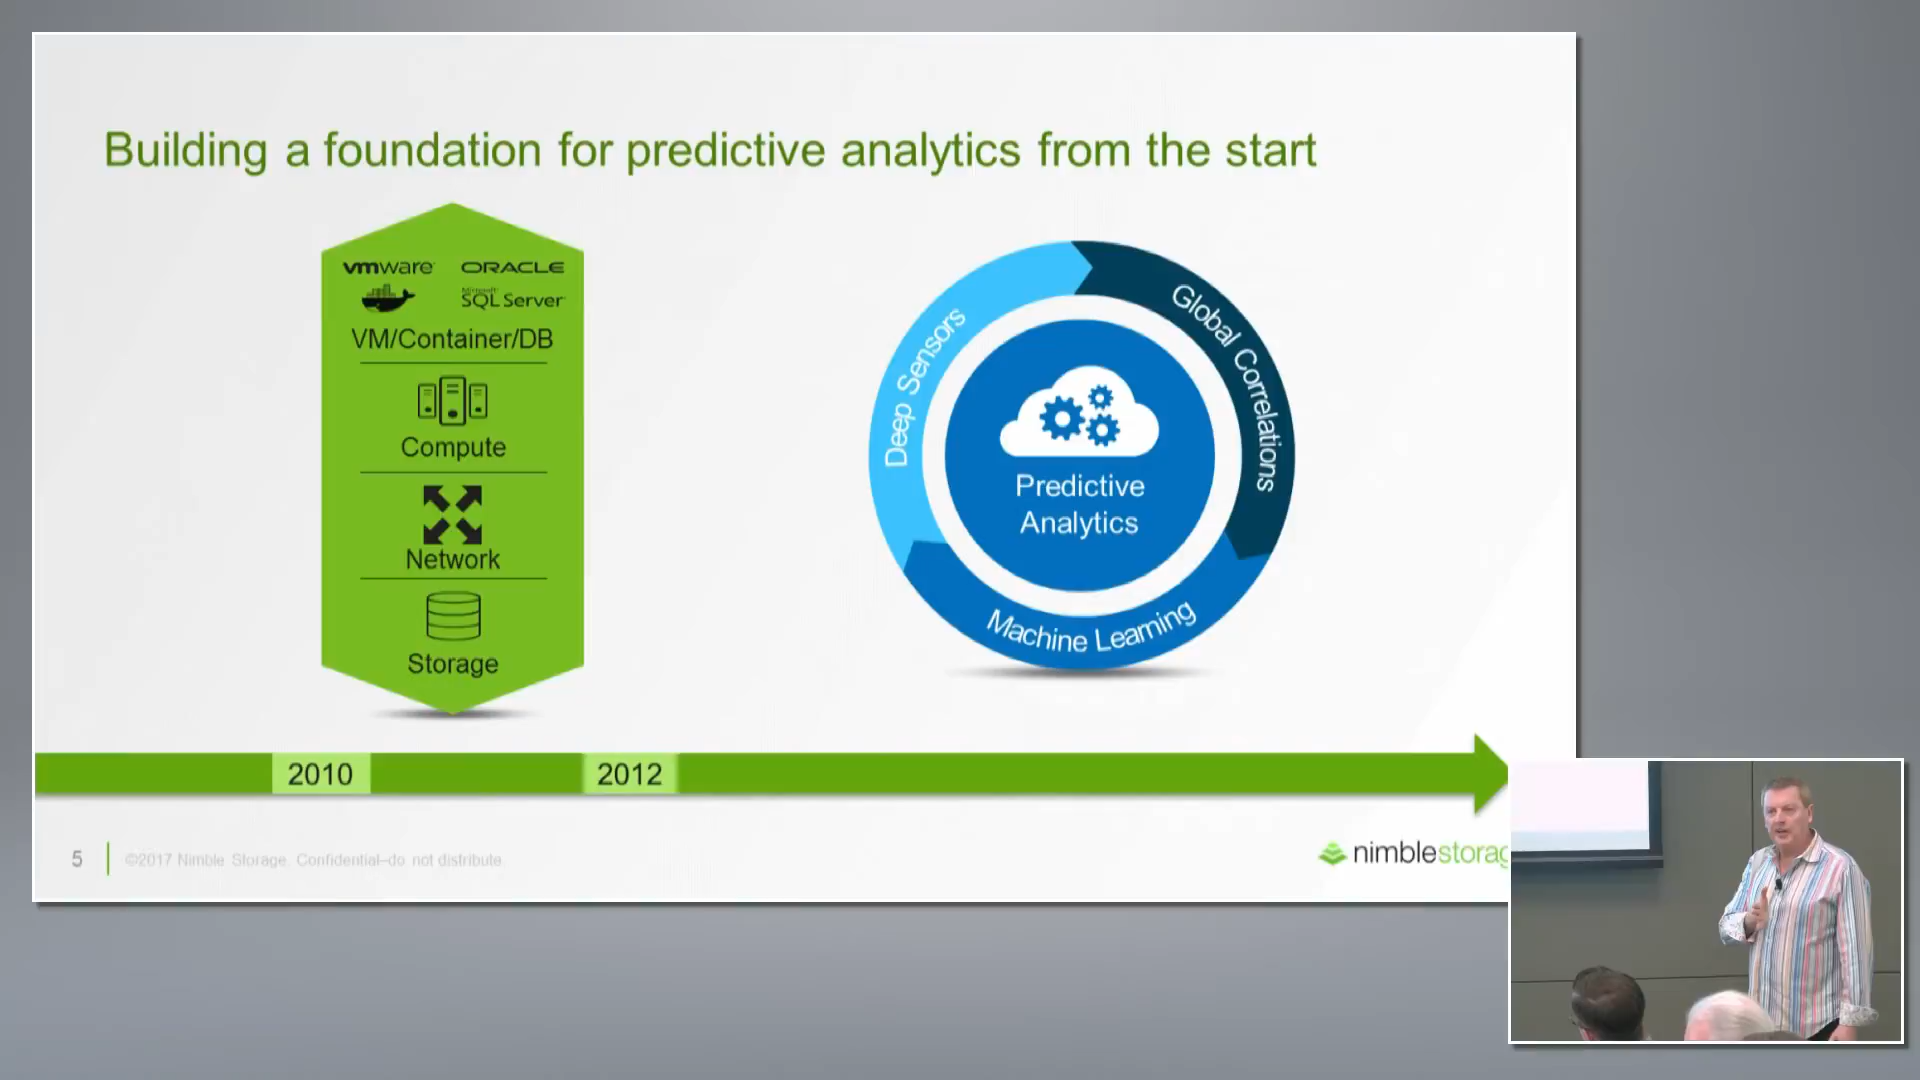 Building a foundation for predictive analytics from the start
vmware ORACLE
Microsoft
SQL Server
VM/Container/DB
Compute
Network
Storage
Deep Sensors
Global Correlations
Machine Learning
Predictive
Analytics
2010 2012
5 ©2017 Nimble Storage. Confidential–do not distribute.
nimblestorag